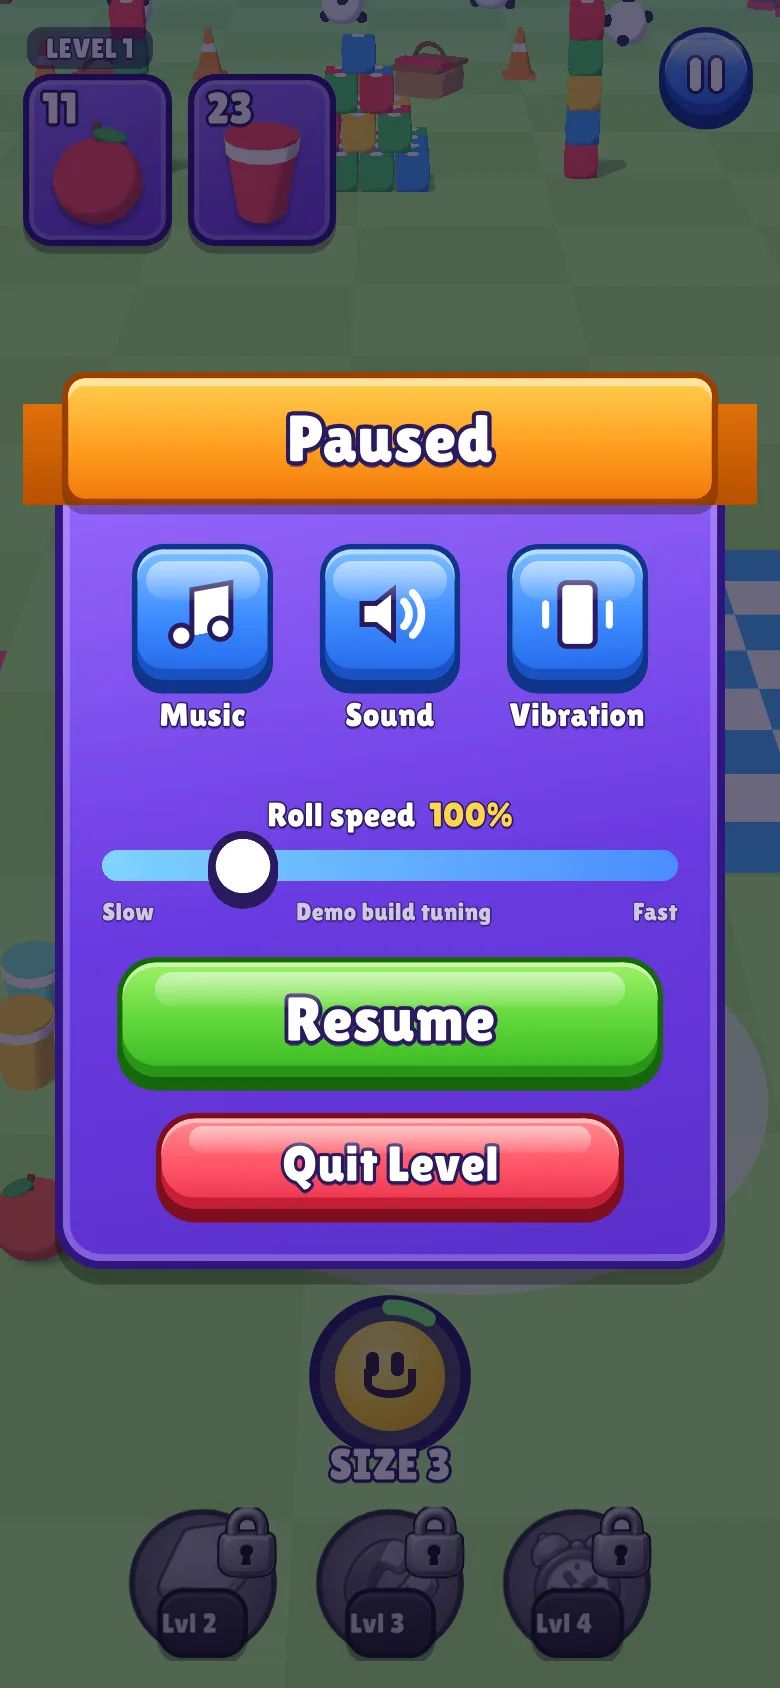 LEVEL 1
11
23
Paused
Music
Sound
Vibration
Roll speed 100%
Slow
Demo build tuning
Fast
Resume
Quit Level
SIZE 3
Lvl 2
Lvl 3
Lvl 4